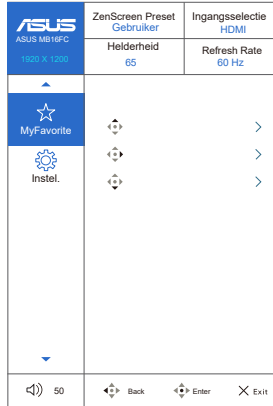 ASUS
ASUS MB16FC
1920 X 1200
ZenScreen Preset
Gebruiker
Ingangsselectie
HDMI
Helderheid
65
Refresh Rate
60 Hz
MyFavorite
Instel.
50
Back
Enter
Exit